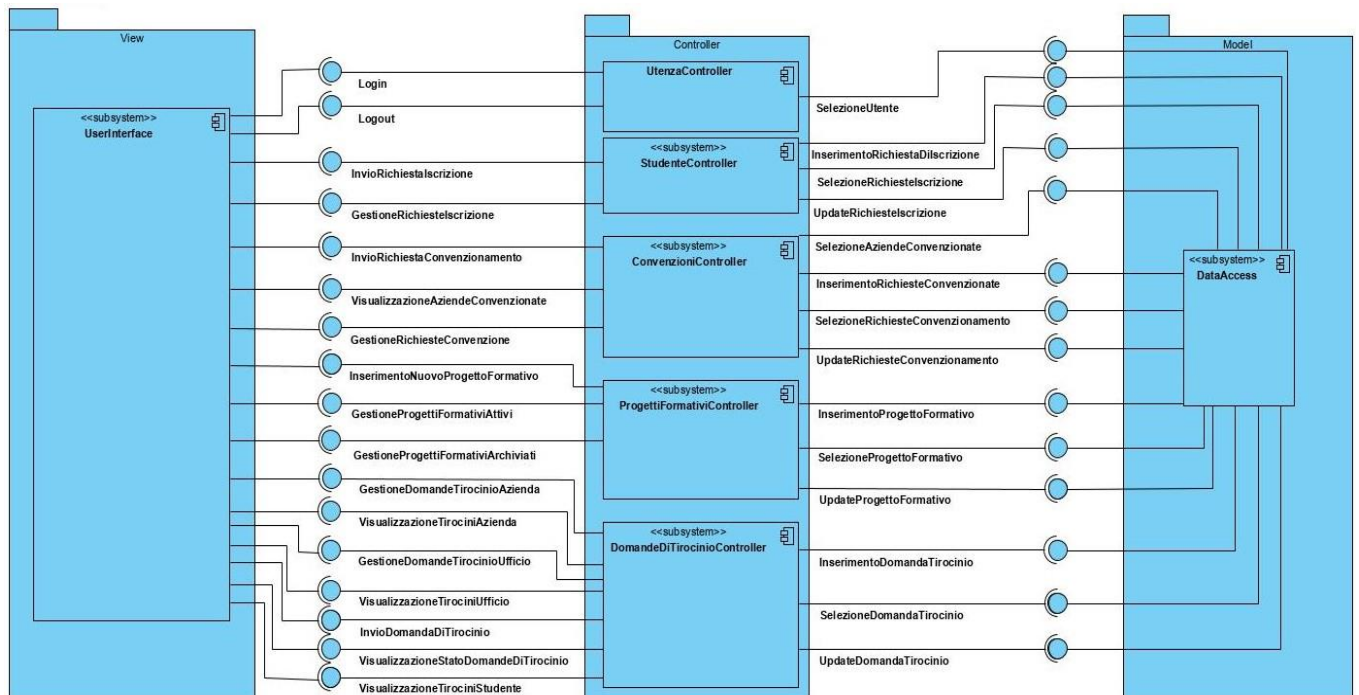 View
<<subsystem>>
UserInterface
Login
Logout
InvioRichiestaIscrizione
GestioneRichiesteIscrizione
InvioRichiestaConvenzionamento
VisualizzazioneAziendeConvenzionate
GestioneRichiesteConvenzione
InserimentoNuovoProgettoFormativo
GestioneProgettiFormativiAttivi
GestioneProgettiFormativiArchiviati
GestioneDomandeTirocinioAzienda
VisualizzazioneTirociniAzienda
GestioneDomandeTirocinioUfficio
VisualizzazioneTirociniUfficio
InvioDomandaDiTirocinio
VisualizzazioneStatoDomandeDiTirocinio
VisualizzazioneTirociniStudente
Controller
UtenzaController
<<subsystem>>
StudenteController
<<subsystem>>
ConvenzioniController
<<subsystem>>
ProgettiFormativiController
<<subsystem>>
DomandeDiTirocinioController
SelezioneUtente
InserimentoRichiestaDiIscrizione
SelezioneRichiesteIscrizione
UpdateRichiesteIscrizione
SelezioneAziendeConvenzionate
InserimentoRichiesteConvenzionate
SelezioneRichiesteConvenzionamento
UpdateRichiesteConvenzionamento
InserimentoProgettoFormativo
SelezioneProgettoFormativo
UpdateProgettoFormativo
InserimentoDomandaTirocinio
SelezioneDomandaTirocinio
UpdateDomandaTirocinio
Model
<<subsystem>>
DataAccess